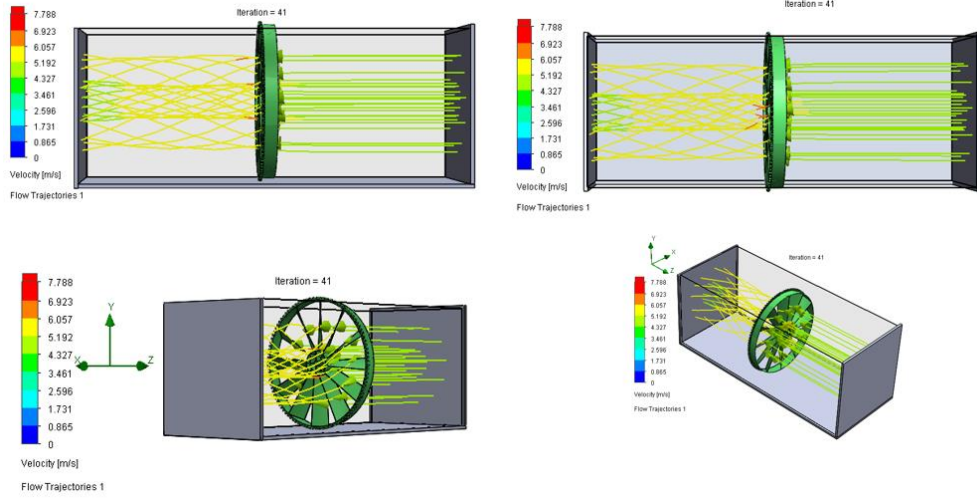 Iteration = 41
7.788
6.923
6.057
5.192
4.327
3.461
2.596
1.731
0.865
0
Velocity [m/s]
Flow Trajectories 1
Iteration = 41
7.788
6.923
6.057
5.192
4.327
3.461
2.596
1.731
0.865
0
Velocity [m/s]
Flow Trajectories 1
Iteration = 41
7.788
6.923
6.057
5.192
4.327
3.461
2.596
1.731
0.865
0
Y
X
Z
Velocity [m/s]
Flow Trajectories 1
Y
X
Z
Iteration = 41
7.788
6.923
6.057
5.192
4.327
3.461
2.596
1.731
0.865
0
Velocity [m/s]
Flow Trajectories 1